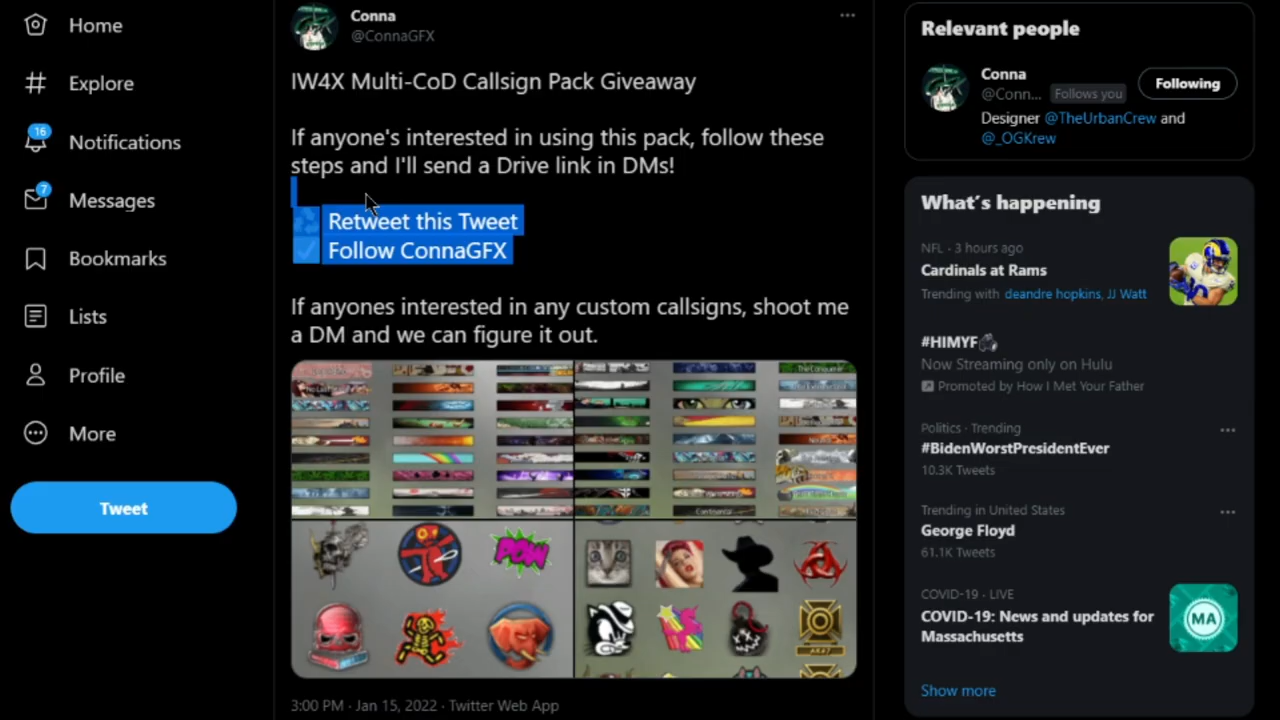 Home
Explore
16
Notifications
7
Messages
Bookmarks
Lists
Profile
More
Tweet
Conna
@ConnaGFX
IW4X Multi-CoD Callsign Pack Giveaway
If anyone's interested in using this pack, follow these
steps and I'll send a Drive link in DMs!
Retweet this Tweet
Follow ConnaGFX
If anyones interested in any custom callsigns, shoot me
a DM and we can figure it out.
POW
AK47
3:00 PM · Jan 15, 2022 · Twitter Web App
Relevant people
Conna
@Conn... Follows you
Following
Designer @TheUrbanCrew and
@_OGKrew
What's happening
NFL · 3 hours ago
Cardinals at Rams
Trending with deandre hopkins, JJ Watt
#HIMYF
Now Streaming only on Hulu
Promoted by How I Met Your Father
Politics · Trending
#BidenWorstPresidentEver
10.3K Tweets
Trending in United States
George Floyd
61.1K Tweets
COVID-19 · LIVE
COVID-19: News and updates for
Massachusetts
MA
Show more